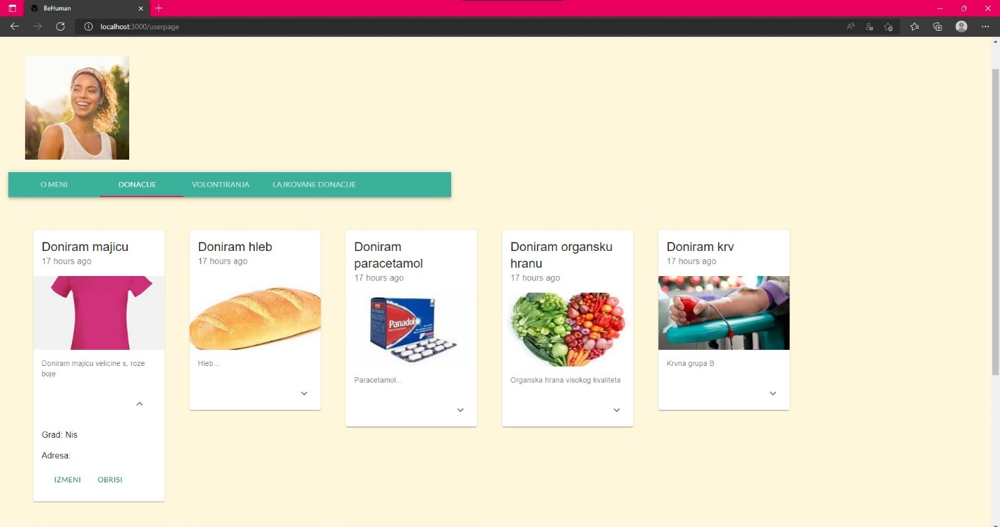 BeHuman
localhost:3000/userpage
O MENI
DONACIJE
VOLONTIRANJA
LAJKOVANE DONACIJE
Doniram majicu
17 hours ago
Doniram majicu velicine s, roze
boje
Grad: Nis
Adresa:
IZMENI
OBRISI
Doniram hleb
17 hours ago
Hleb...
Doniram
paracetamol
17 hours ago
Panadol
Paracetamol...
Doniram organsku
hranu
17 hours ago
Organska hrana visokog kvaliteta
Doniram krv
17 hours ago
Krvna grupa B